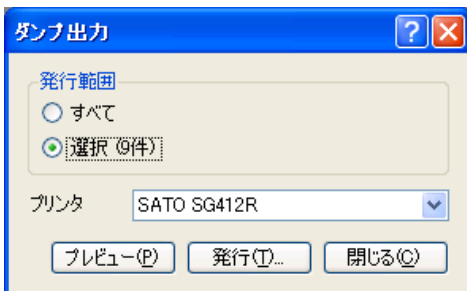 ダンプ出力
発行範囲
すべて
選択 (9件)
プリンタ SATO SG412R
プレビュー(P) 発行(T)... 閉じる(C)